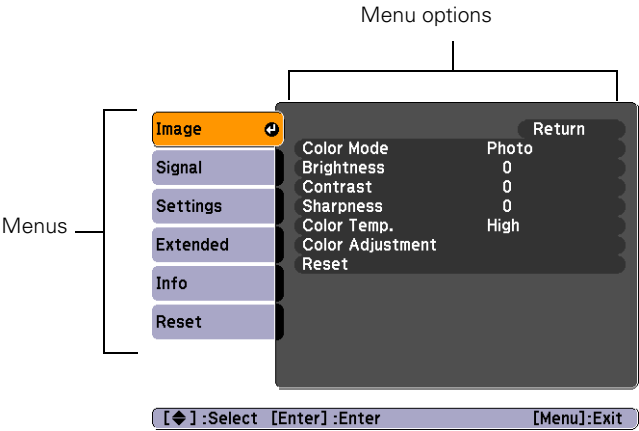 Menu options
Menus
Image
Signal
Settings
Extended
Info
Reset
Return
Color Mode Photo
Brightness 0
Contrast 0
Sharpness 0
Color Temp. High
Color Adjustment
Reset
[ ] :Select [Enter] :Enter [Menu]:Exit